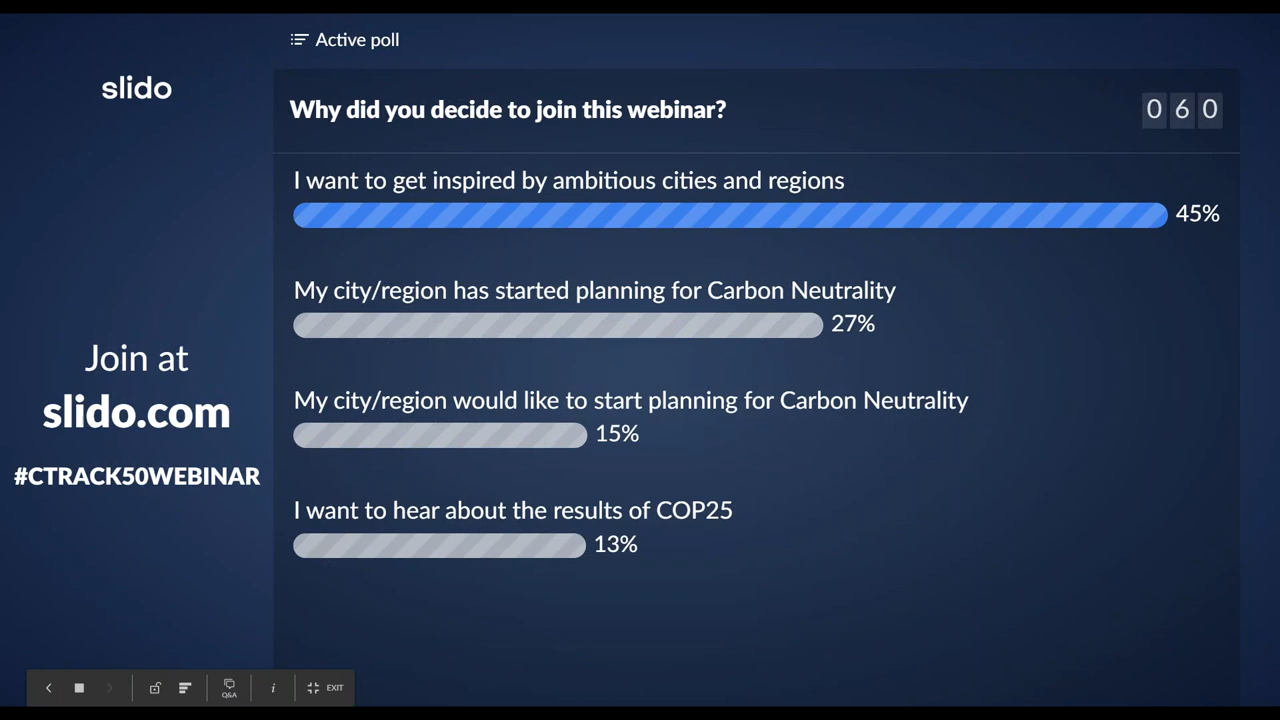 Active poll
slido
Why did you decide to join this webinar?
060
I want to get inspired by ambitious cities and regions
45%
My city/region has started planning for Carbon Neutrality
27%
My city/region would like to start planning for Carbon Neutrality
15%
I want to hear about the results of COP25
13%
Join at
slido.com
#CTRACK50WEBINAR
Q&A
i
EXIT